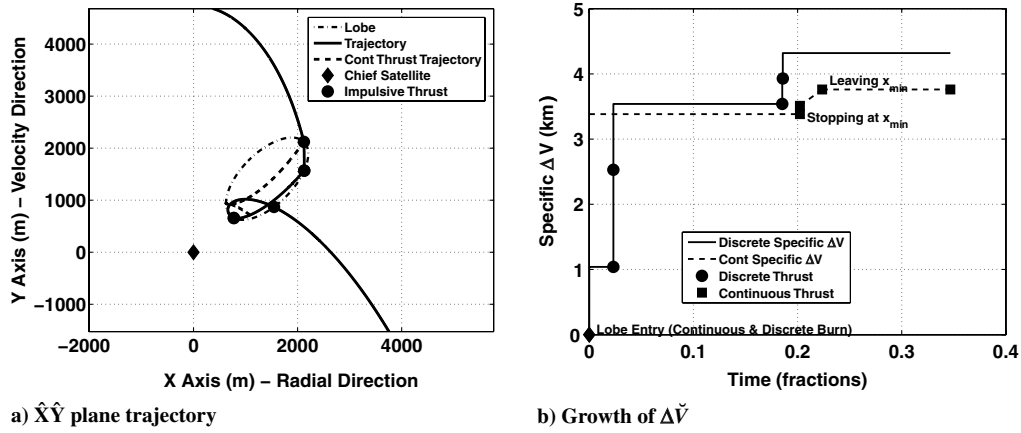 4000
3000
2000
1000
0
−1000
−2000
0
2000
4000
Y Axis (m) − Velocity Direction
X Axis (m) − Radial Direction
Lobe
Trajectory
Cont Thrust Trajectory
Chief Satellite
Impulsive Thrust
a) X̂Ŷ plane trajectory
5
4
3
2
1
0
0
0.1
0.2
0.3
0.4
Specific Δ V (km)
Time (fractions)
Leaving x_min
Stopping at x_min
Discrete Specific ΔV
Cont Specific ΔV
Discrete Thrust
Continuous Thrust
Lobe Entry (Continuous & Discrete Burn)
b) Growth of ΔV̆